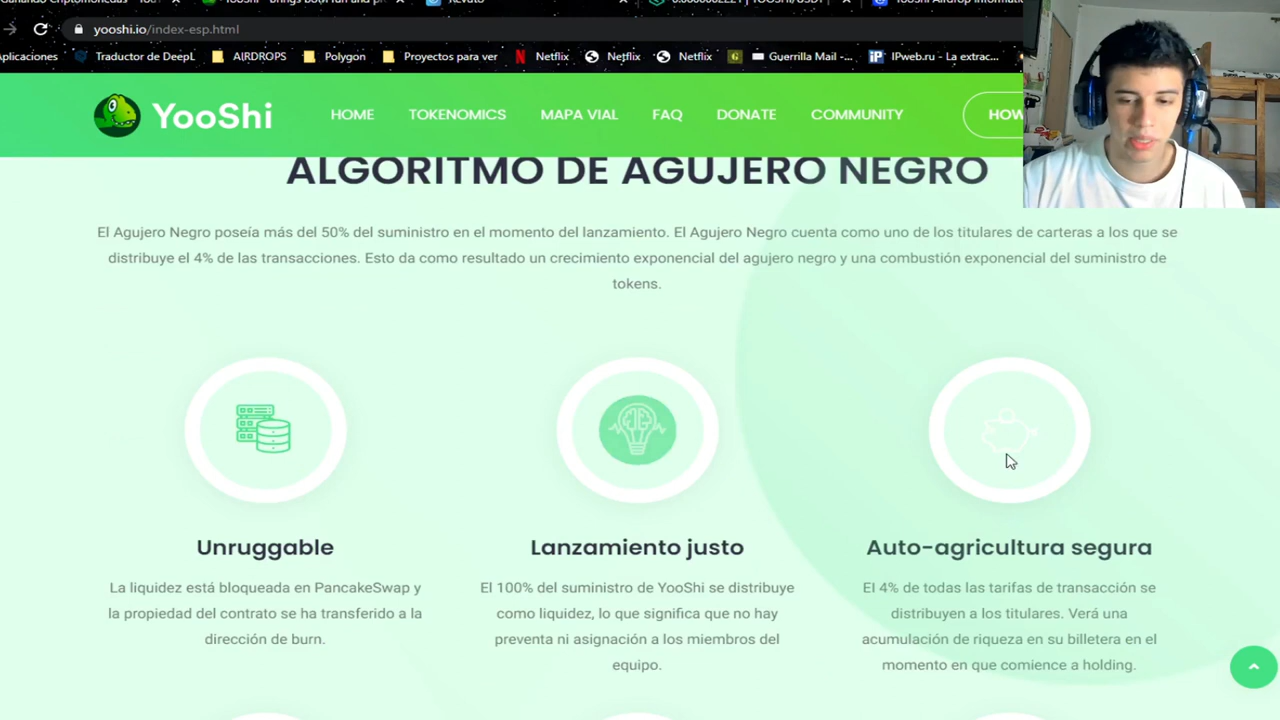 yooshi.io/index-esp.html
Aplicaciones Traductor de DeepL AIRDROPS Polygon Proyectos para ver Netflix Netflix Netflix G Guerrilla Mail -... iP IPweb.ru - La extrac...
YooShi HOME TOKENOMICS MAPA VIAL FAQ DONATE COMMUNITY HOW
ALGORITMO DE AGUJERO NEGRO
El Agujero Negro poseía más del 50% del suministro en el momento del lanzamiento. El Agujero Negro cuenta como uno de los titulares de carteras a los que se
distribuye el 4% de las transacciones. Esto da como resultado un crecimiento exponencial del agujero negro y una combustión exponencial del suministro de
tokens.
Unruggable
La liquidez está bloqueada en PancakeSwap y
la propiedad del contrato se ha transferido a la
dirección de burn.
Lanzamiento justo
El 100% del suministro de YooShi se distribuye
como liquidez, lo que significa que no hay
preventa ni asignación a los miembros del
equipo.
Auto-agricultura segura
El 4% de todas las tarifas de transacción se
distribuyen a los titulares. Verá una
acumulación de riqueza en su billetera en el
momento en que comience a holding.